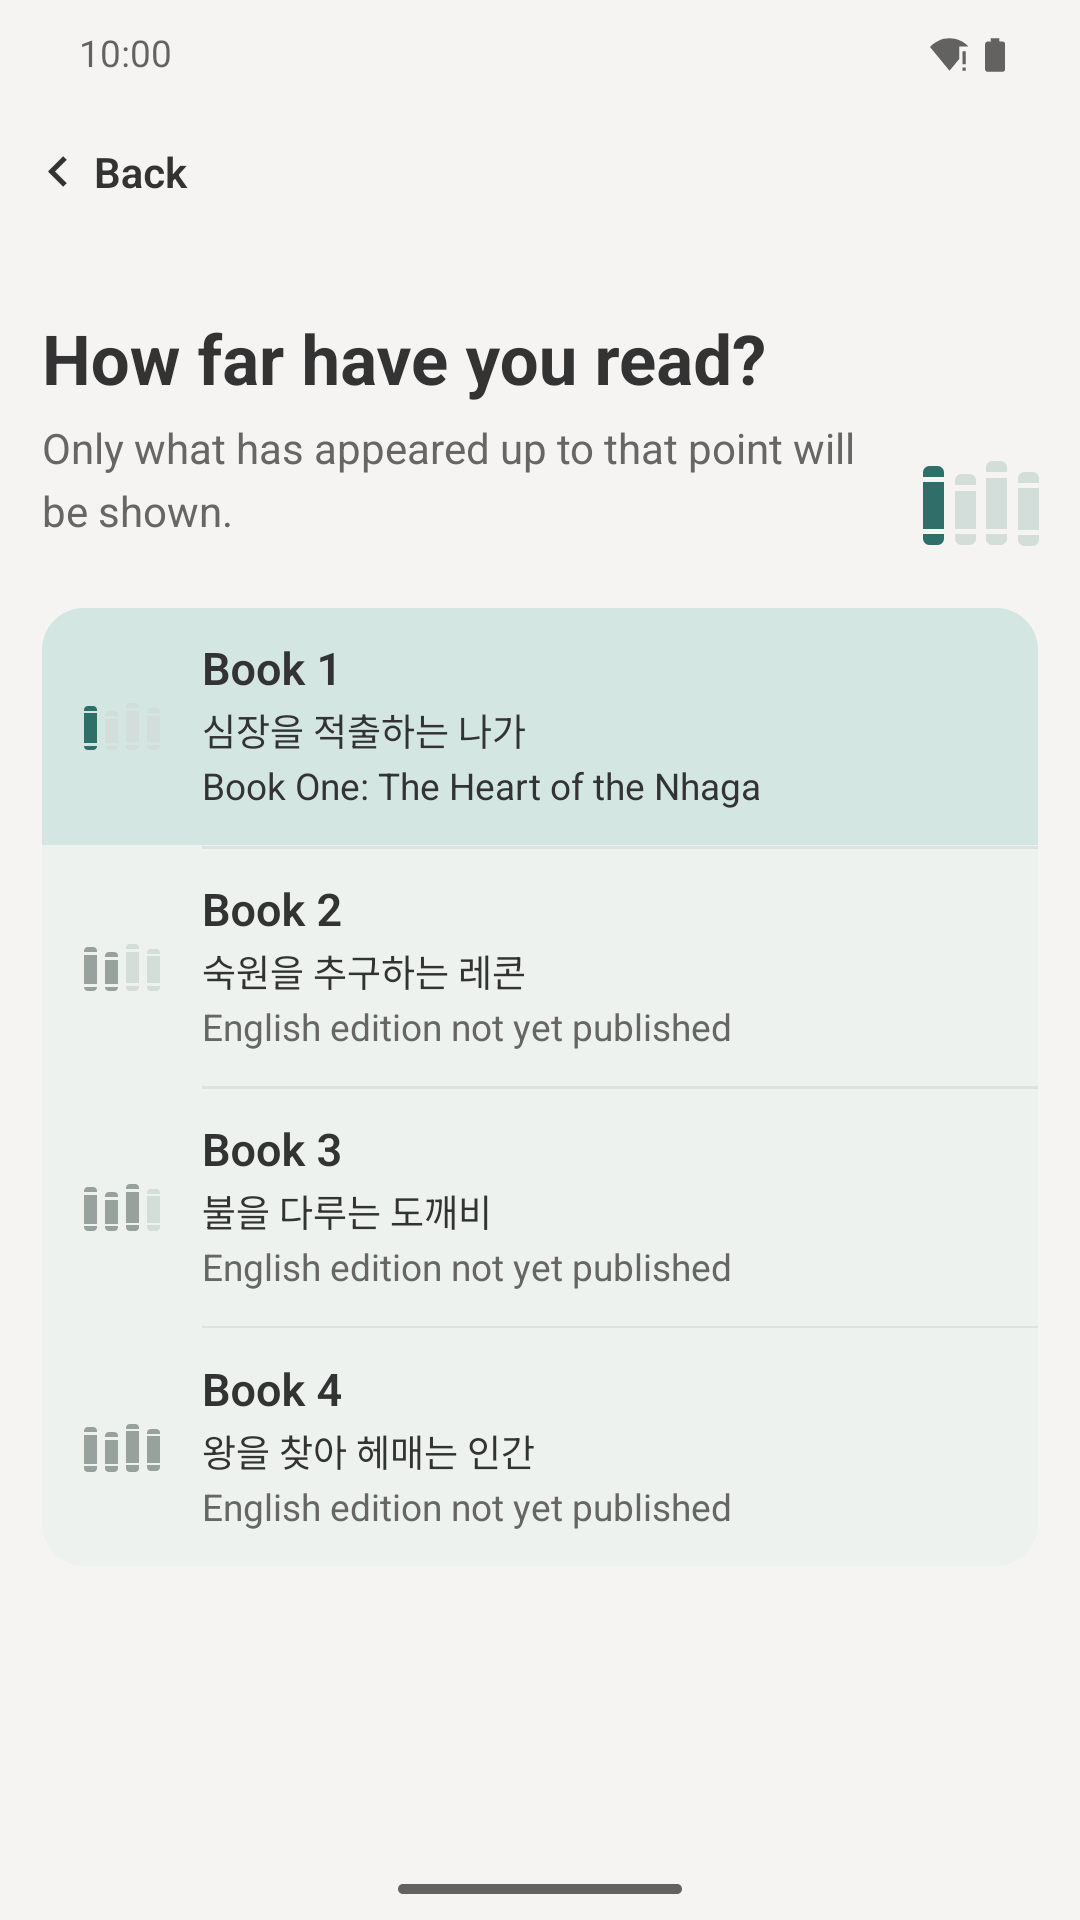 10:00
Back
How far have you read?
Only what has appeared up to that point will
be shown.
Book 1
심장을 적출하는 나가
Book One: The Heart of the Nhaga
Book 2
숙원을 추구하는 레콘
English edition not yet published
Book 3
불을 다루는 도깨비
English edition not yet published
Book 4
왕을 찾아 헤매는 인간
English edition not yet published